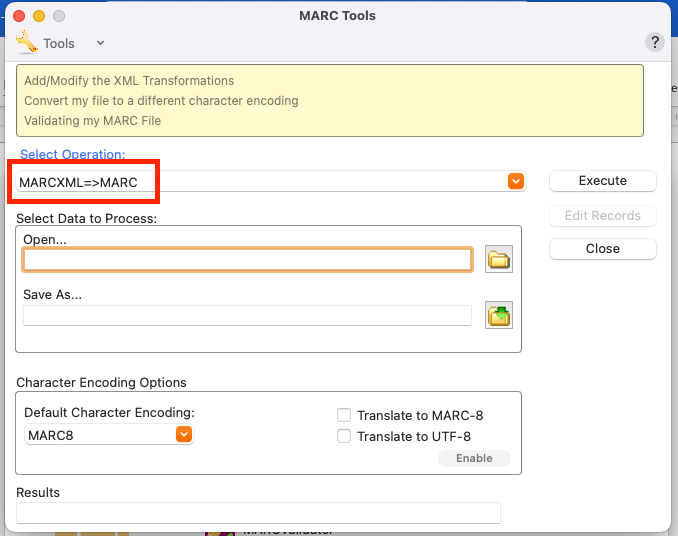 MARC Tools
Tools
?
Add/Modify the XML Transformations
Convert my file to a different character encoding
Validating my MARC File
Select Operation:
MARCXML=>MARC
Execute
Select Data to Process:
Edit Records
Open...
Close
Save As...
Character Encoding Options
Default Character Encoding:
Translate to MARC-8
MARC8
Translate to UTF-8
Enable
Results